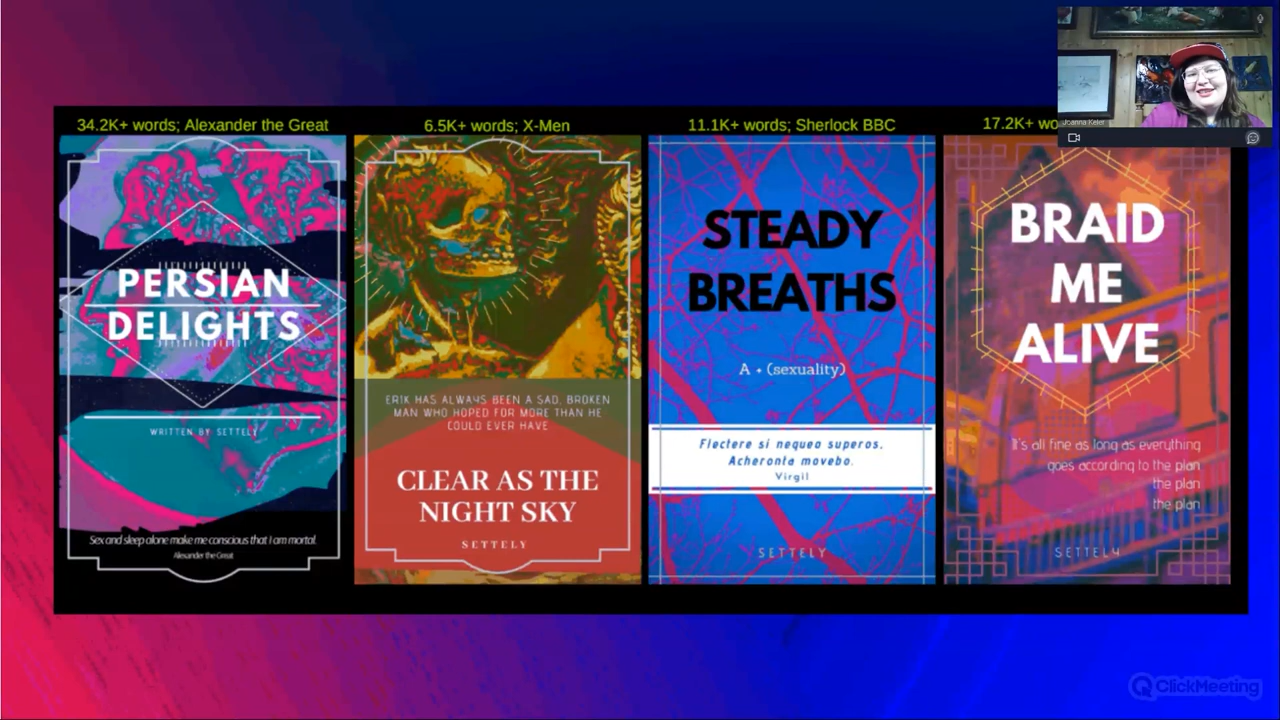 34.2K+ words; Alexander the Great
PERSIAN
DELIGHTS
WRITTEN BY SETTELY
Sex and sleep alone make me conscious that I am mortal.
Alexander the Great
6.5K+ words; X-Men
ERIK HAS ALWAYS BEEN A SAD, BROKEN
MAN WHO HOPED FOR MORE THAN HE
COULD EVER HAVE
CLEAR AS THE
NIGHT SKY
SETTELY
11.1K+ words; Sherlock BBC
STEADY
BREATHS
A + (sexuality)
Flectere si nequeo superos,
Acheronta movebo.
Virgil
SETTELY
17.2K+ wo
BRAID
ME
ALIVE
It's all fine as long as everything
goes according to the plan
the plan
the plan
SETTELY
Joanna Keler
ClickMeeting